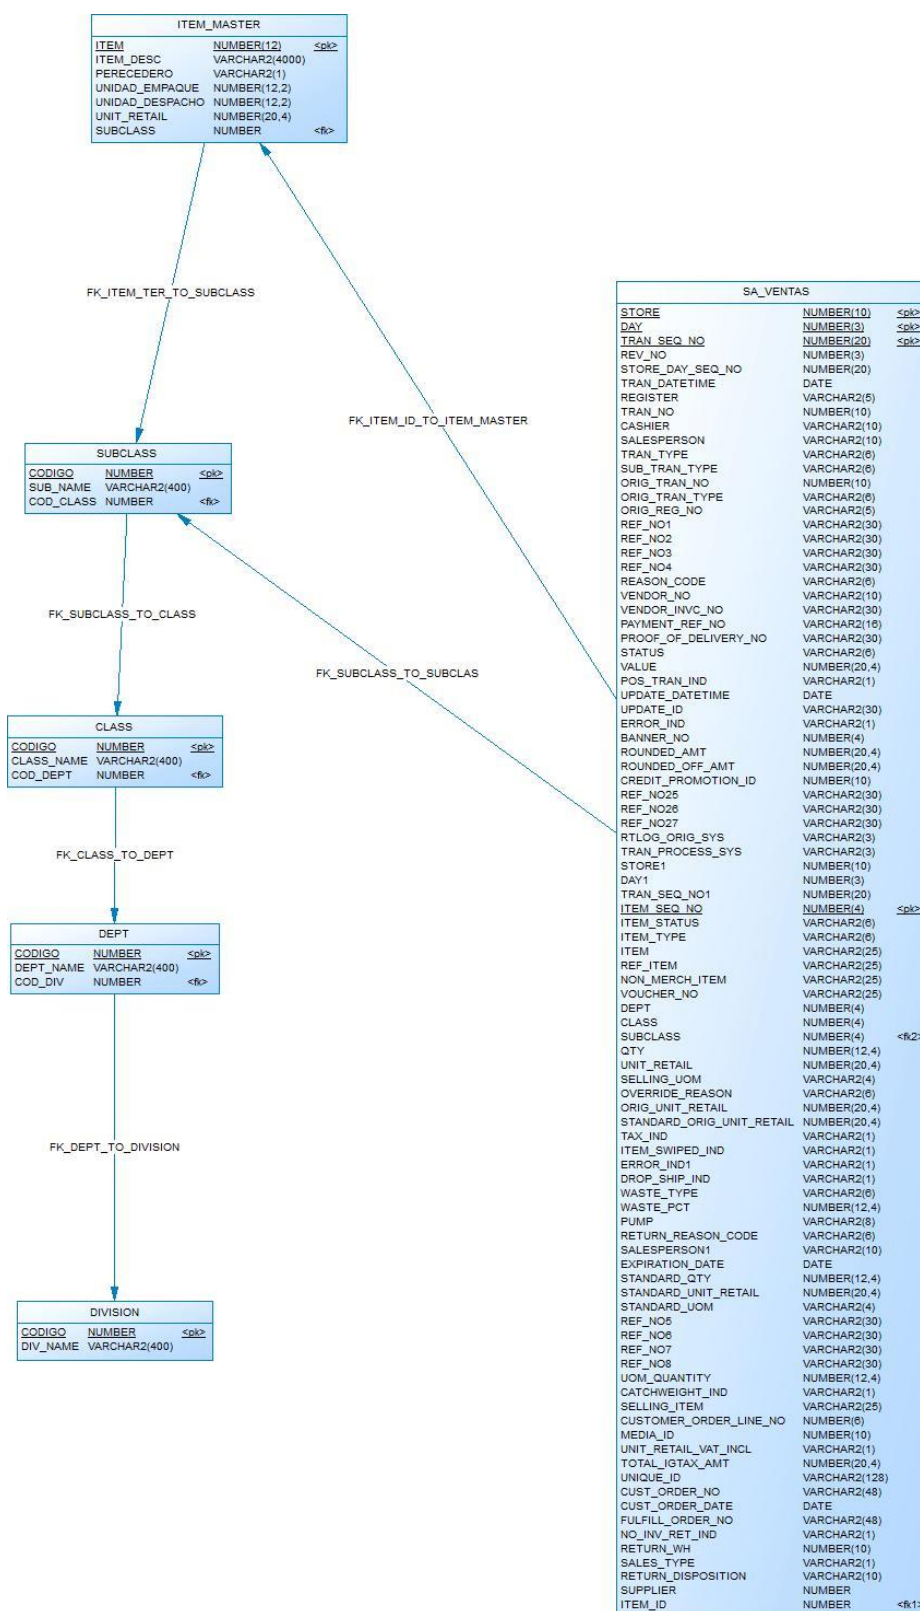 ITEM_MASTER
ITEM NUMBER(12) <pk>
ITEM_DESC VARCHAR2(4000)
PERECEDERO VARCHAR2(1)
UNIDAD_EMPAQUE NUMBER(12,2)
UNIDAD_DESPACHO NUMBER(12,2)
UNIT_RETAIL NUMBER(20,4)
SUBCLASS NUMBER <fk>
FK_ITEM_TER_TO_SUBCLASS
FK_ITEM_ID_TO_ITEM_MASTER
SUBCLASS
CODIGO NUMBER <pk>
SUB_NAME VARCHAR2(400)
COD_CLASS NUMBER <fk>
FK_SUBCLASS_TO_CLASS
FK_SUBCLASS_TO_SUBCLAS
CLASS
CODIGO NUMBER <pk>
CLASS_NAME VARCHAR2(400)
COD_DEPT NUMBER <fk>
FK_CLASS_TO_DEPT
DEPT
CODIGO NUMBER <pk>
DEPT_NAME VARCHAR2(400)
COD_DIV NUMBER <fk>
FK_DEPT_TO_DIVISION
DIVISION
CODIGO NUMBER <pk>
DIV_NAME VARCHAR2(400)
SA_VENTAS
STORE NUMBER(10) <pk>
DAY NUMBER(3) <pk>
TRAN_SEQ_NO NUMBER(20) <pk>
REV_NO NUMBER(3)
STORE_DAY_SEQ_NO NUMBER(20)
TRAN_DATETIME DATE
REGISTER VARCHAR2(5)
TRAN_NO NUMBER(10)
CASHIER VARCHAR2(10)
SALESPERSON VARCHAR2(10)
TRAN_TYPE VARCHAR2(6)
SUB_TRAN_TYPE VARCHAR2(6)
ORIG_TRAN_NO NUMBER(10)
ORIG_TRAN_TYPE VARCHAR2(6)
ORIG_REG_NO VARCHAR2(5)
REF_NO1 VARCHAR2(30)
REF_NO2 VARCHAR2(30)
REF_NO3 VARCHAR2(30)
REF_NO4 VARCHAR2(30)
REASON_CODE VARCHAR2(6)
VENDOR_NO VARCHAR2(10)
VENDOR_INVC_NO VARCHAR2(30)
PAYMENT_REF_NO VARCHAR2(16)
PROOF_OF_DELIVERY_NO VARCHAR2(30)
STATUS VARCHAR2(6)
VALUE NUMBER(20,4)
POS_TRAN_IND VARCHAR2(1)
UPDATE_DATETIME DATE
UPDATE_ID VARCHAR2(30)
ERROR_IND VARCHAR2(1)
BANNER_NO NUMBER(4)
ROUNDED_AMT NUMBER(20,4)
ROUNDED_OFF_AMT NUMBER(20,4)
CREDIT_PROMOTION_ID NUMBER(10)
REF_NO25 VARCHAR2(30)
REF_NO26 VARCHAR2(30)
REF_NO27 VARCHAR2(30)
RTLOG_ORIG_SYS VARCHAR2(3)
TRAN_PROCESS_SYS VARCHAR2(3)
STORE1 NUMBER(10)
DAY1 NUMBER(3)
TRAN_SEQ_NO1 NUMBER(20)
ITEM_SEQ_NO NUMBER(4) <pk>
ITEM_STATUS VARCHAR2(6)
ITEM_TYPE VARCHAR2(6)
ITEM VARCHAR2(25)
REF_ITEM VARCHAR2(25)
NON_MERCH_ITEM VARCHAR2(25)
VOUCHER_NO VARCHAR2(25)
DEPT NUMBER(4)
CLASS NUMBER(4)
SUBCLASS NUMBER(4) <fk2>
QTY NUMBER(12,4)
UNIT_RETAIL NUMBER(20,4)
SELLING_UOM VARCHAR2(4)
OVERRIDE_REASON VARCHAR2(6)
ORIG_UNIT_RETAIL NUMBER(20,4)
STANDARD_ORIG_UNIT_RETAIL NUMBER(20,4)
TAX_IND VARCHAR2(1)
ITEM_SWIPED_IND VARCHAR2(1)
ERROR_IND1 VARCHAR2(1)
DROP_SHIP_IND VARCHAR2(1)
WASTE_TYPE VARCHAR2(6)
WASTE_PCT NUMBER(12,4)
PUMP VARCHAR2(8)
RETURN_REASON_CODE VARCHAR2(6)
SALESPERSON1 VARCHAR2(10)
EXPIRATION_DATE DATE
STANDARD_QTY NUMBER(12,4)
STANDARD_UNIT_RETAIL NUMBER(20,4)
STANDARD_UOM VARCHAR2(4)
REF_NO5 VARCHAR2(30)
REF_NO6 VARCHAR2(30)
REF_NO7 VARCHAR2(30)
REF_NO8 VARCHAR2(30)
UOM_QUANTITY NUMBER(12,4)
CATCHWEIGHT_IND VARCHAR2(1)
SELLING_ITEM VARCHAR2(25)
CUSTOMER_ORDER_LINE_NO NUMBER(6)
MEDIA_ID NUMBER(10)
UNIT_RETAIL_VAT_INCL VARCHAR2(1)
TOTAL_IGTAX_AMT NUMBER(20,4)
UNIQUE_ID VARCHAR2(128)
CUST_ORDER_NO VARCHAR2(48)
CUST_ORDER_DATE DATE
FULFILL_ORDER_NO VARCHAR2(48)
NO_INV_RET_IND VARCHAR2(1)
RETURN_WH NUMBER(10)
SALES_TYPE VARCHAR2(1)
RETURN_DISPOSITION VARCHAR2(10)
SUPPLIER NUMBER
ITEM_ID NUMBER <fk1>